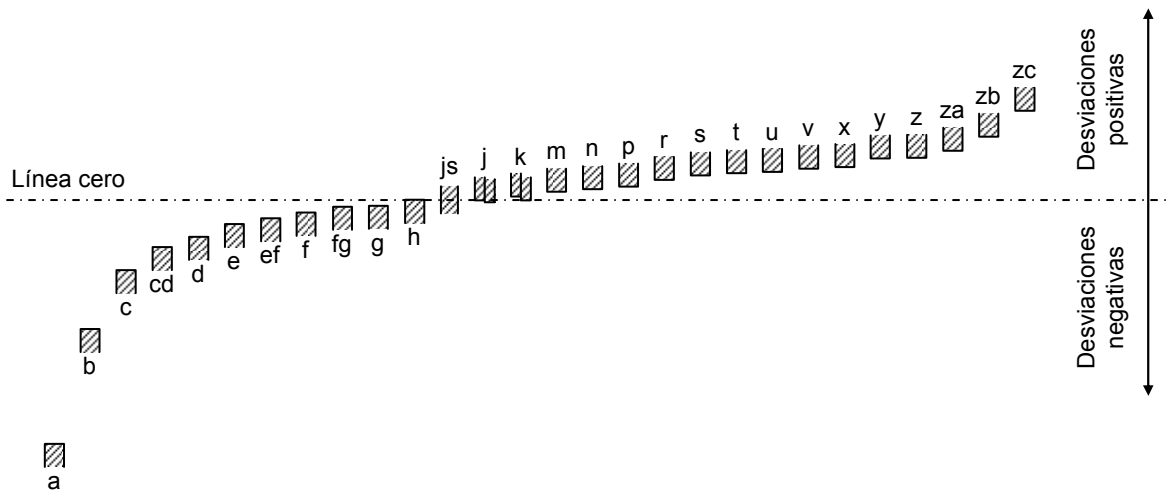 zc
zb
za
z
y
x
v
u
t
s
r
p
n
m
k
j
js
Línea cero
h
g
fg
f
ef
e
d
cd
c
b
a
Desviaciones
positivas
Desviaciones
negativas